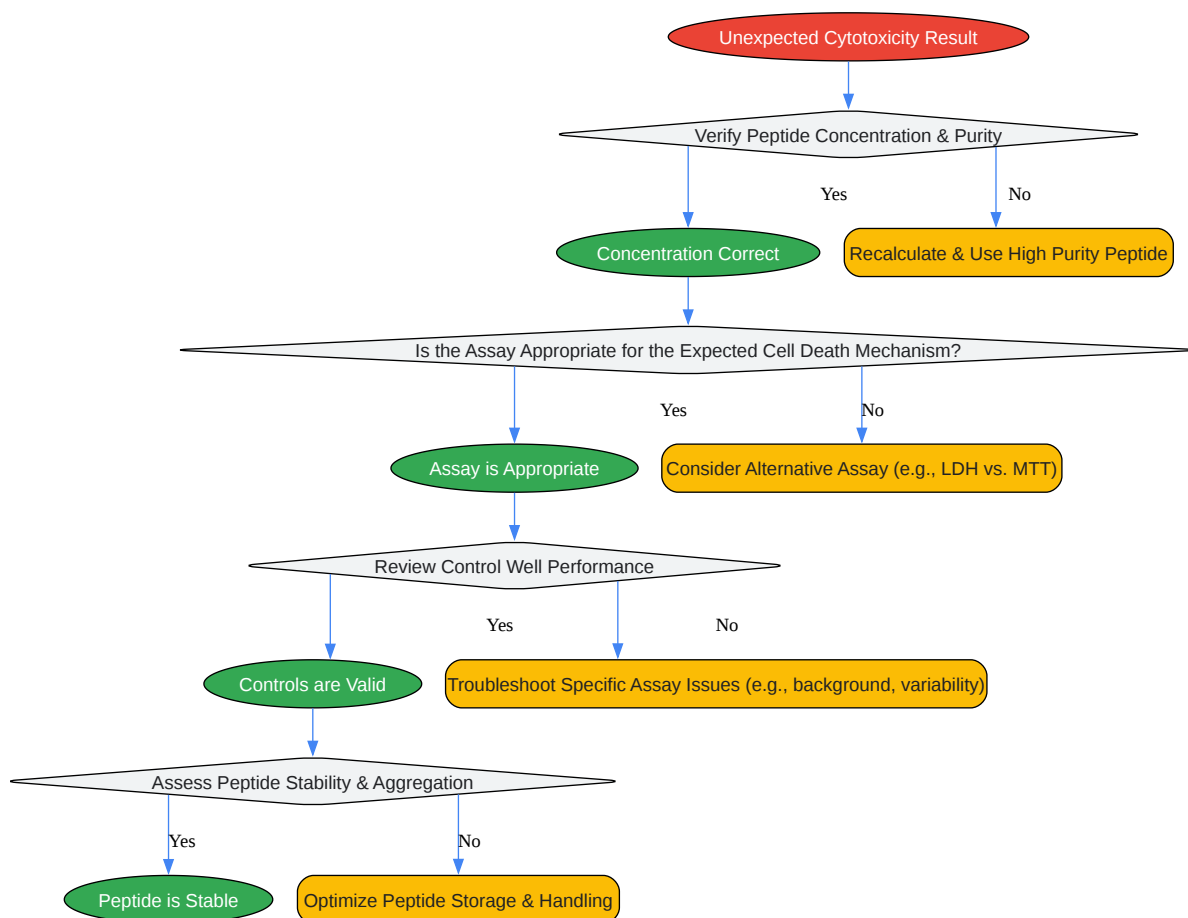 Unexpected Cytotoxicity Result
Verify Peptide Concentration & Purity
Yes
No
Concentration Correct
Recalculate & Use High Purity Peptide
Is the Assay Appropriate for the Expected Cell Death Mechanism?
Yes
No
Assay is Appropriate
Consider Alternative Assay (e.g., LDH vs. MTT)
Review Control Well Performance
Yes
No
Controls are Valid
Troubleshoot Specific Assay Issues (e.g., background, variability)
Assess Peptide Stability & Aggregation
Yes
No
Peptide is Stable
Optimize Peptide Storage & Handling